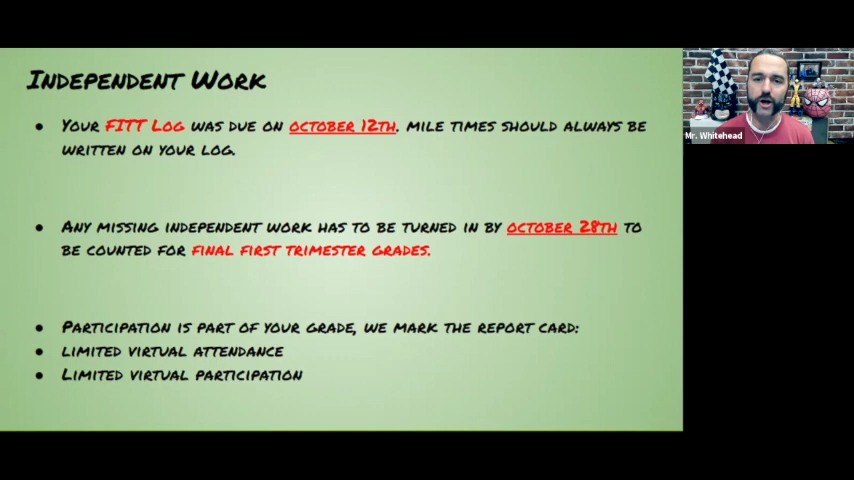 Independent Work
● Your FITT Log was due on October 12th. Mile times should always be
written on your log.
● Any missing independent work has to be turned in by October 28th to
be counted for final first trimester grades.
● Participation is part of your grade, we mark the report card:
● limited virtual attendance
● Limited virtual participation
Mr. Whitehead